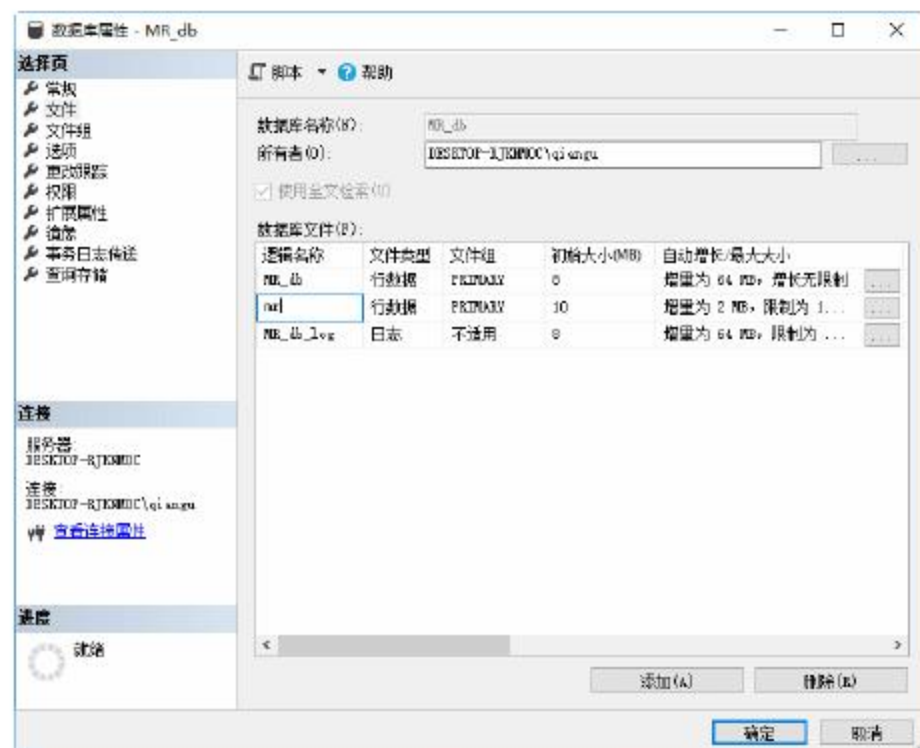 数据库属性 - MR_db
选择页
常规
文件
文件组
选项
更改跟踪
权限
扩展属性
镜像
事务日志传送
查询存储
脚本 帮助
数据库名称(N): MR_db
所有者(O): DESKTOP-RJKNMOC\qiangu ...
使用全文检索(U)
数据库文件(F):
逻辑名称 文件类型 文件组 初始大小(MB) 自动增长/最大大小
MR_db 行数据 PRIMARY 8 增量为 64 MB, 增长无限制 ...
mr 行数据 PRIMARY 10 增量为 2 MB, 限制为 1... ...
MR_db_log 日志 不适用 8 增量为 64 MB, 限制为 ... ...
连接
服务器:
DESKTOP-RJKNMOC
连接:
DESKTOP-RJKNMOC\qiangu
查看连接属性
进度
就绪
添加(A) 删除(R)
确定 取消